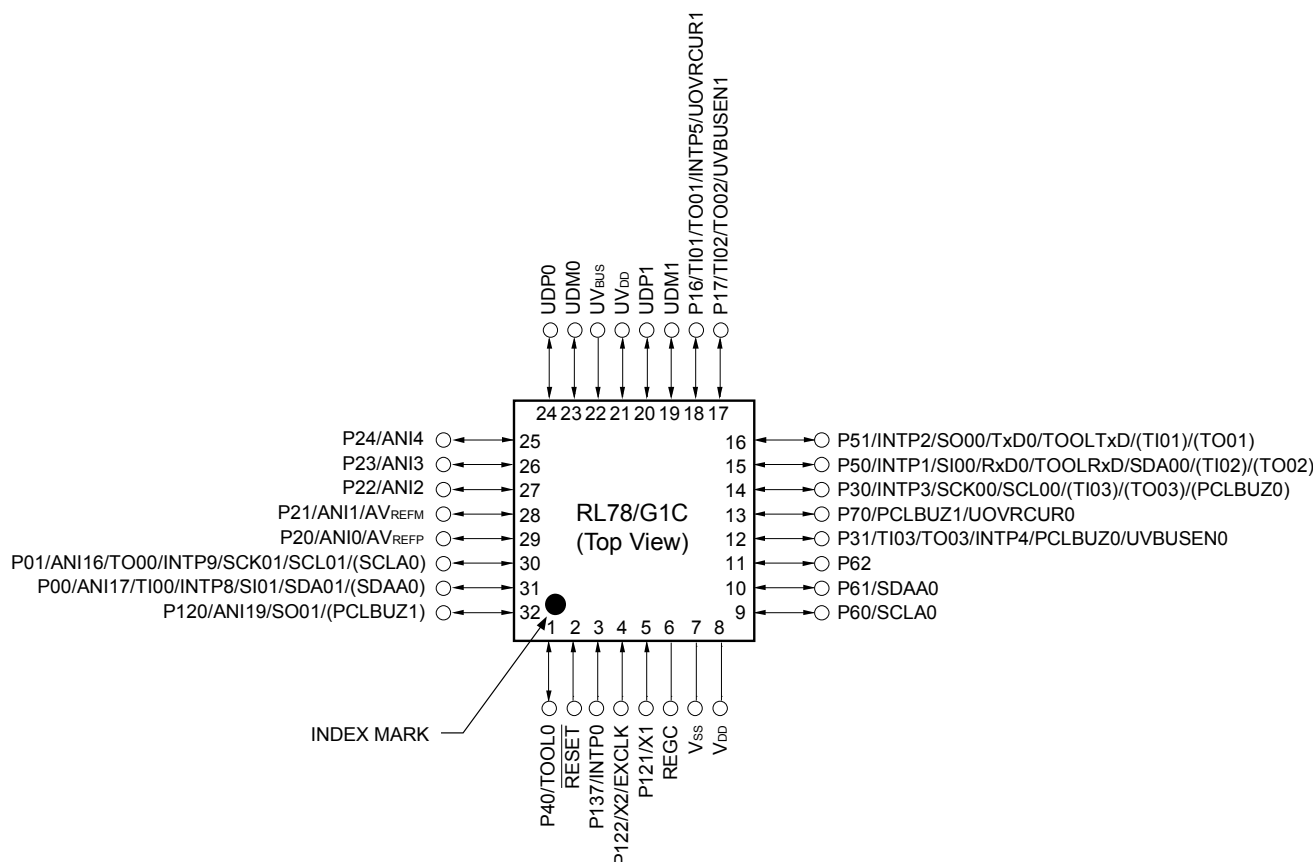 P16/TI01/TO01/INTP5/UOVRCUR1
P17/TI02/TO02/UVBUSEN1
UDP0
UDM0
UVBUS
UVDD
UDP1
UDM1
24 23 22 21 20 19 18 17
P24/ANI4 25
P23/ANI3 26
P22/ANI2 27
P21/ANI1/AVREFM 28
P20/ANI0/AVREFP 29
P01/ANI16/TO00/INTP9/SCK01/SCL01/(SCLA0) 30
P00/ANI17/TI00/INTP8/SI01/SDA01/(SDAA0) 31
P120/ANI19/SO01/(PCLBUZ1) 32
RL78/G1C
(Top View)
16 P51/INTP2/SO00/TxD0/TOOLTxD/(TI01)/(TO01)
15 P50/INTP1/SI00/RxD0/TOOLRxD/SDA00/(TI02)/(TO02)
14 P30/INTP3/SCK00/SCL00/(TI03)/(TO03)/(PCLBUZ0)
13 P70/PCLBUZ1/UOVRCUR0
12 P31/TI03/TO03/INTP4/PCLBUZ0/UVBUSEN0
11 P62
10 P61/SDAA0
9 P60/SCLA0
1 2 3 4 5 6 7 8
INDEX MARK
P40/TOOL0
RESET
P137/INTP0
P122/X2/EXCLK
P121/X1
REGC
VSS
VDD